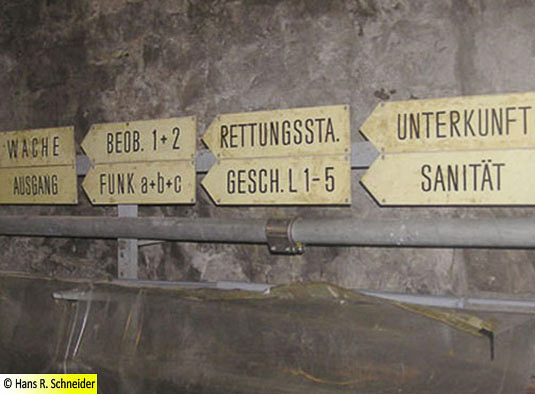 WACHE
AUSGANG
BEOB. 1+2
FUNK a+b+c
RETTUNGSSTA.
GESCH. L 1-5
UNTERKUNFT
SANITÄT
© Hans R. Schneider